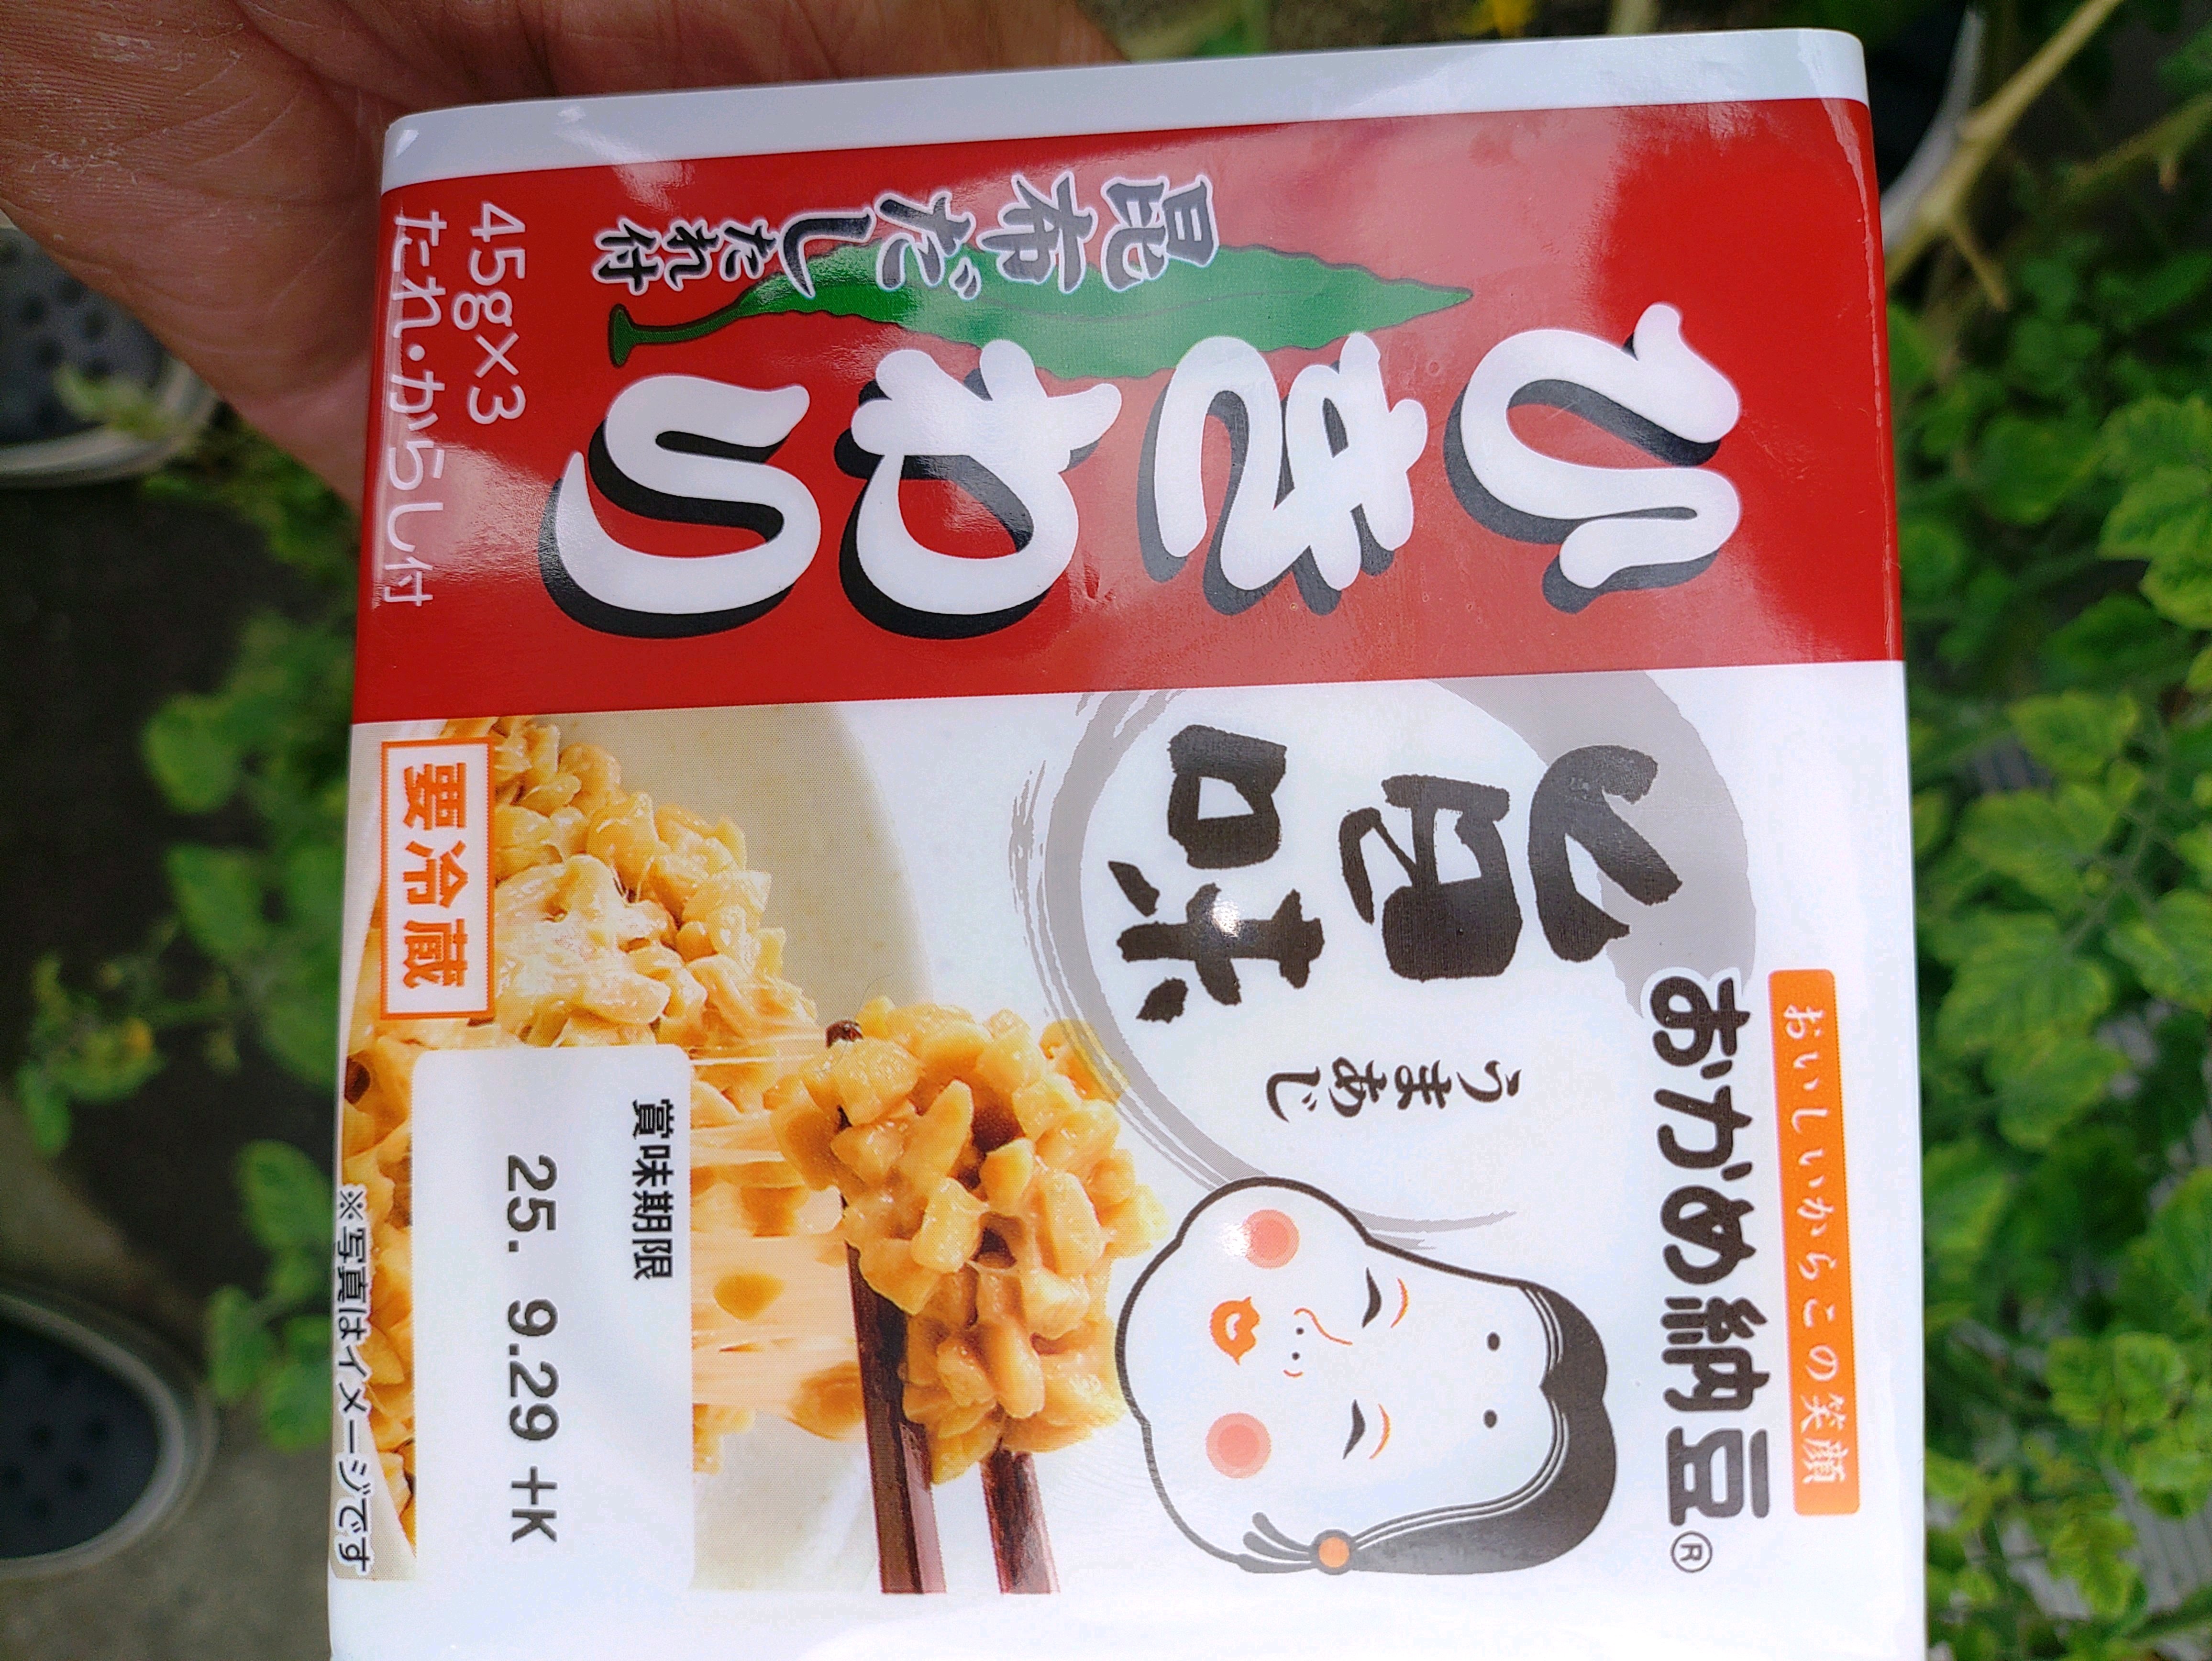 おいしいからこの笑顔
おかめ納豆®
と旨味
うまあじ
ひきわり
昆布だしたれ付
45g×3
たれ・からし付
要冷蔵
賞味期限
25. 9.29 +K
※写真はイメージです